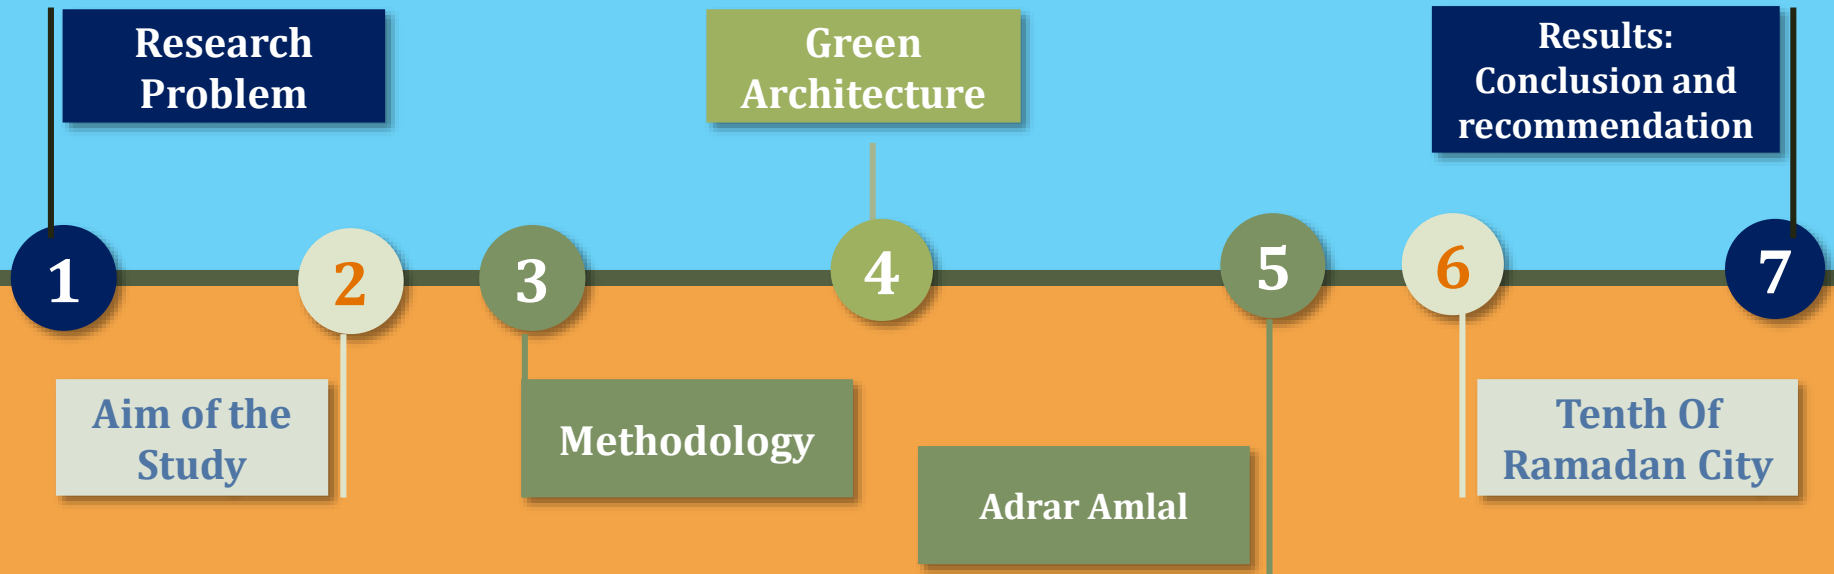 Research
Problem
Green
Architecture
Results:
Conclusion and
recommendation
1
2
3
4
5
6
7
Aim of the
Study
Methodology
Adrar Amlal
Tenth Of
Ramadan City